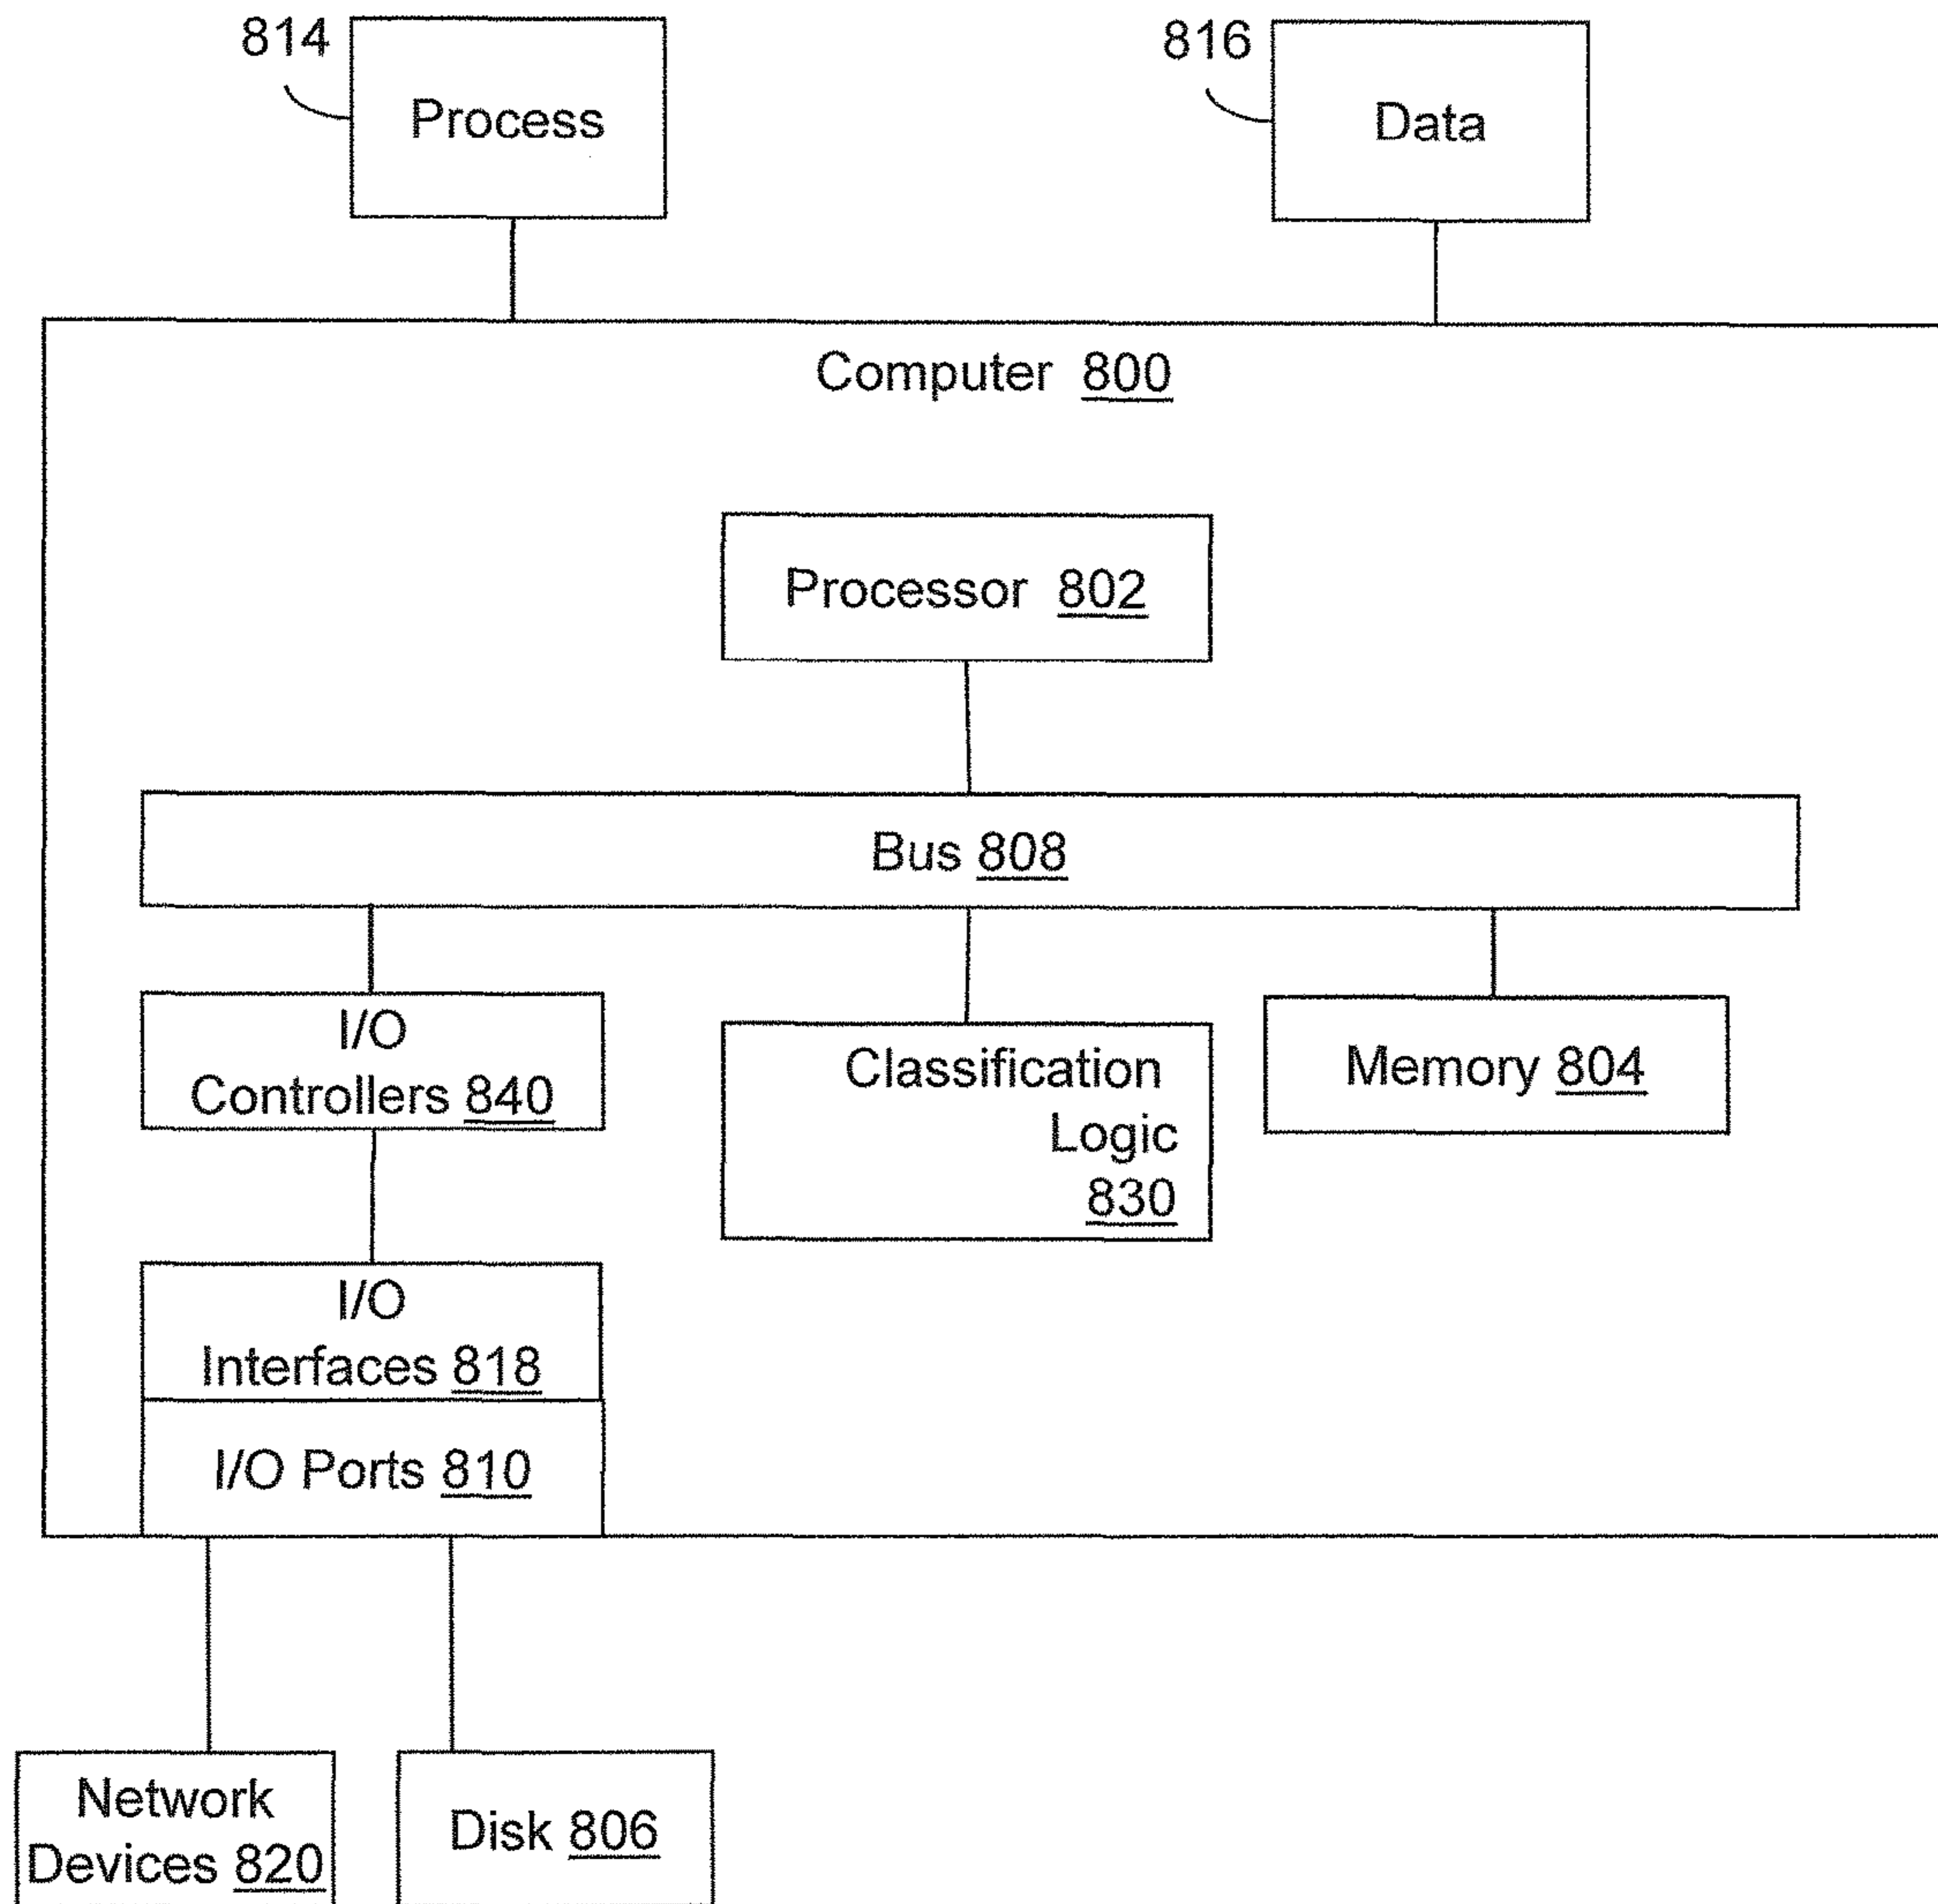 814
Process
816
Data
Computer 800
Processor 802
Bus 808
I/O
Controllers 840
Classification
Logic
830
Memory 804
I/O
Interfaces 818
I/O Ports 810
Network
Devices 820
Disk 806